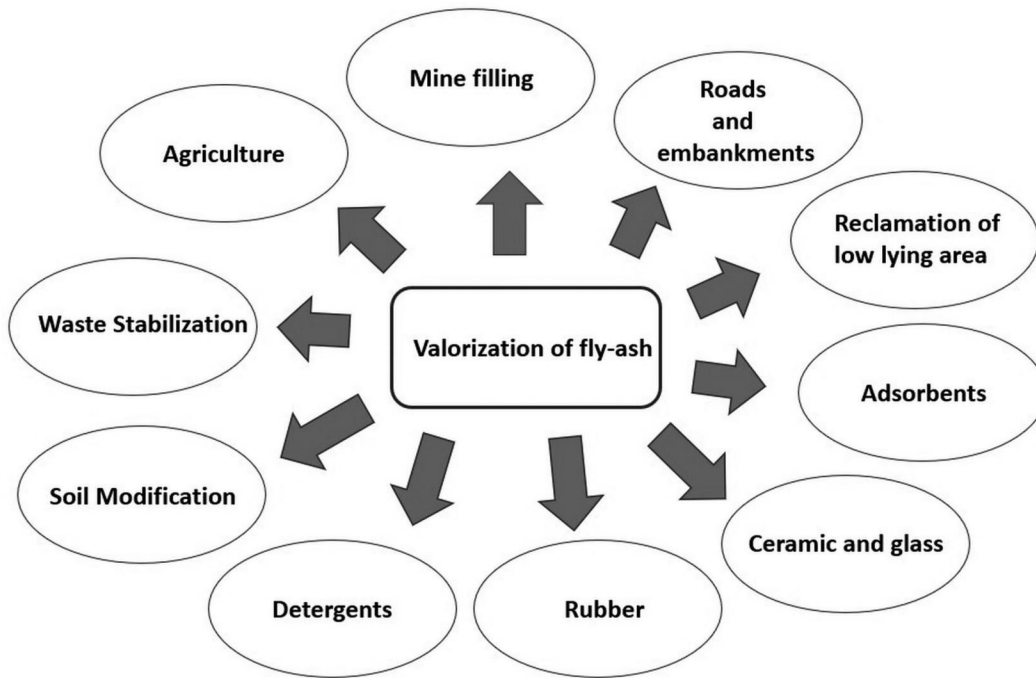 Mine filling
Roads
and
embankments
Agriculture
Reclamation of
low lying area
Waste Stabilization
Valorization of fly-ash
Adsorbents
Soil Modification
Ceramic and glass
Detergents
Rubber